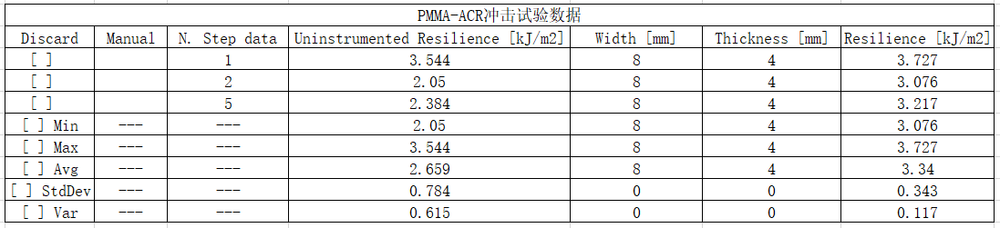 PMMA-ACR冲击试验数据
Discard Manual N. Step data Uninstrumented Resilience [kJ/m2] Width [mm] Thickness [mm] Resilience [kJ/m2]
[ ] 1 3.544 8 4 3.727
[ ] 2 2.05 8 4 3.076
[ ] 5 2.384 8 4 3.217
[ ] Min --- --- 2.05 8 4 3.076
[ ] Max --- --- 3.544 8 4 3.727
[ ] Avg --- --- 2.659 8 4 3.34
[ ] StdDev --- --- 0.784 0 0 0.343
[ ] Var --- --- 0.615 0 0 0.117